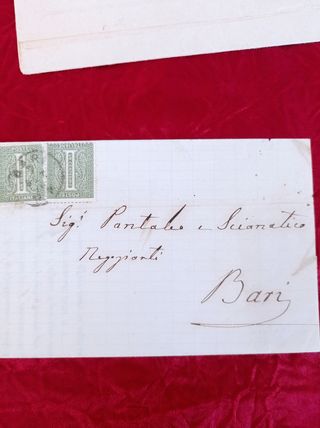 Sig.ⁱ Pantaleo e Scianatico
Negozianti
Bari